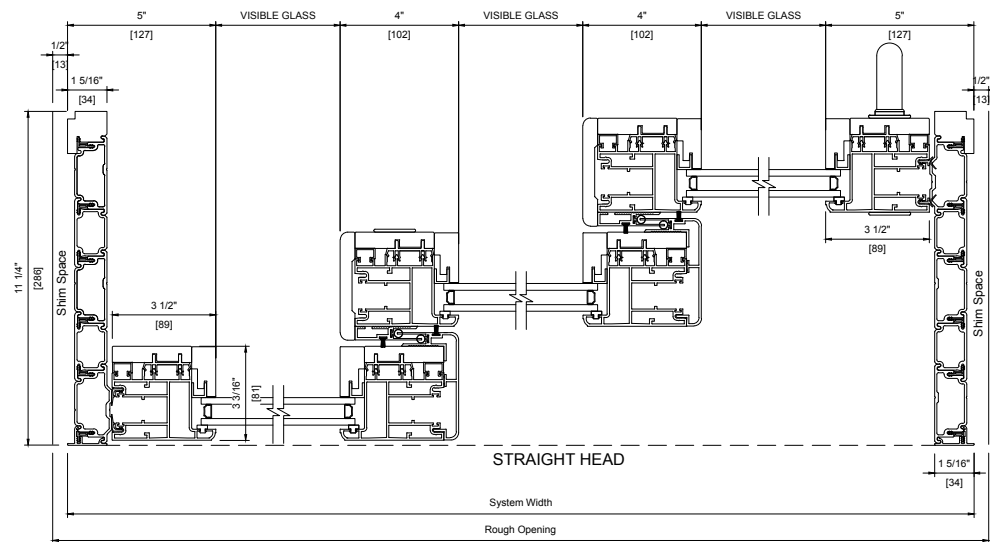 5" VISIBLE GLASS 4" VISIBLE GLASS 4" VISIBLE GLASS 5"
[127] [102] [102] [127]
1/2"
[13]
1 5/16"
[34]
1/2"
[13]
11 1/4"
[286]
Shim Space
3 1/2"
[89]
3 3/16"
[81]
3 1/2"
[89]
Shim Space
STRAIGHT HEAD
1 5/16"
[34]
System Width
Rough Opening